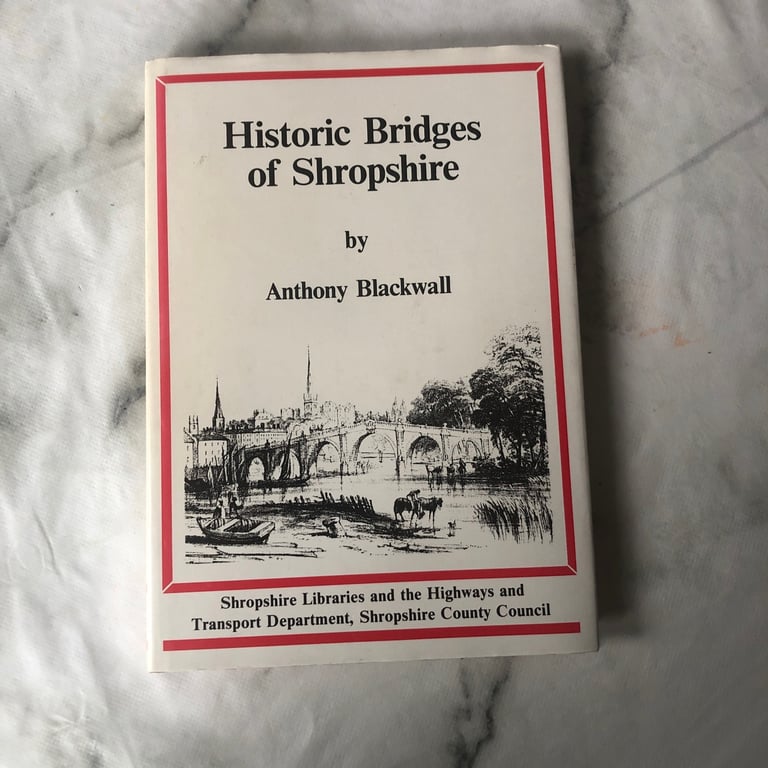 Historic Bridges
of Shropshire
by
Anthony Blackwall
Shropshire Libraries and the Highways and
Transport Department, Shropshire County Council